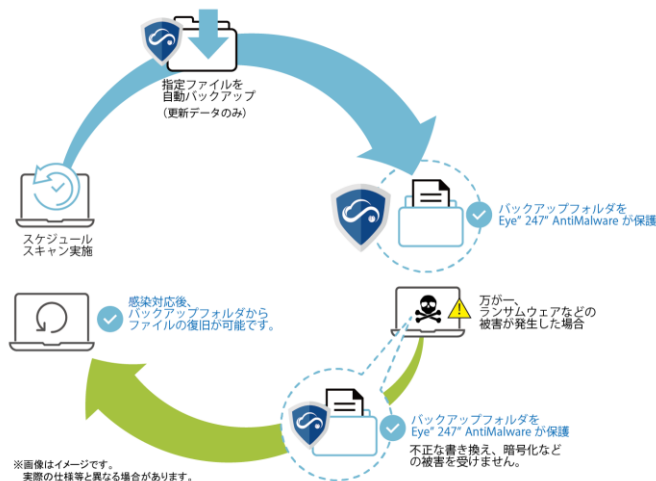 指定ファイルを
自動バックアップ
（更新データのみ）
スケジュール
スキャン実施
バックアップフォルダを
Eye"247" AntiMalware が保護
万が一、
ランサムウェアなどの
被害が発生した場合
バックアップフォルダを
Eye"247" AntiMalware が保護
不正な書き換え、暗号化など
の被害を受けません。
感染対応後、
バックアップフォルダから
ファイルの復旧が可能です。
※画像はイメージです。
実際の仕様等と異なる場合があります。